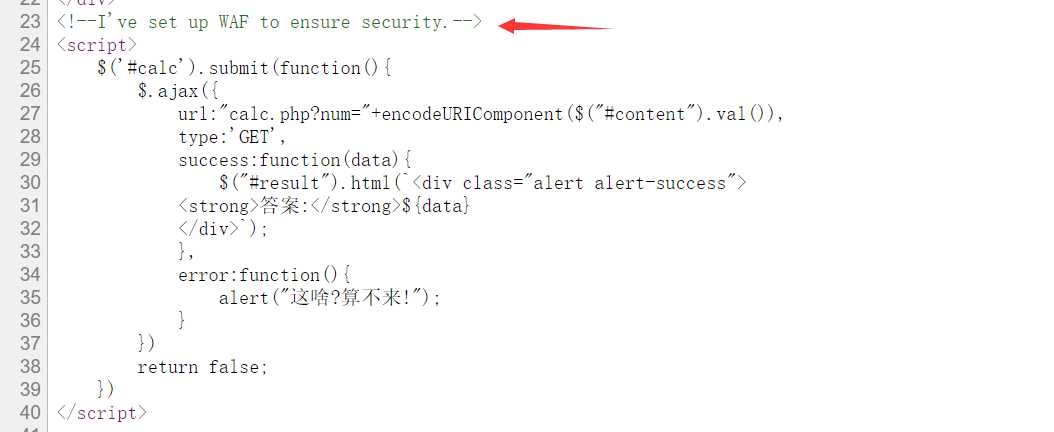 22 </div>
23 <!--I've set up WAF to ensure security.-->
24 <script>
25     $('#calc').submit(function(){
26         $.ajax({
27             url:"calc.php?num="+encodeURIComponent($("#content").val()),
28             type:'GET',
29             success:function(data){
30                 $("#result").html(`<div class="alert alert-success">
31             <strong>答案:</strong>${data}
32             </div>`);
33             },
34             error:function(){
35                 alert("这啥?算不来!");
36             }
37         })
38         return false;
39     })
40 </script>
41